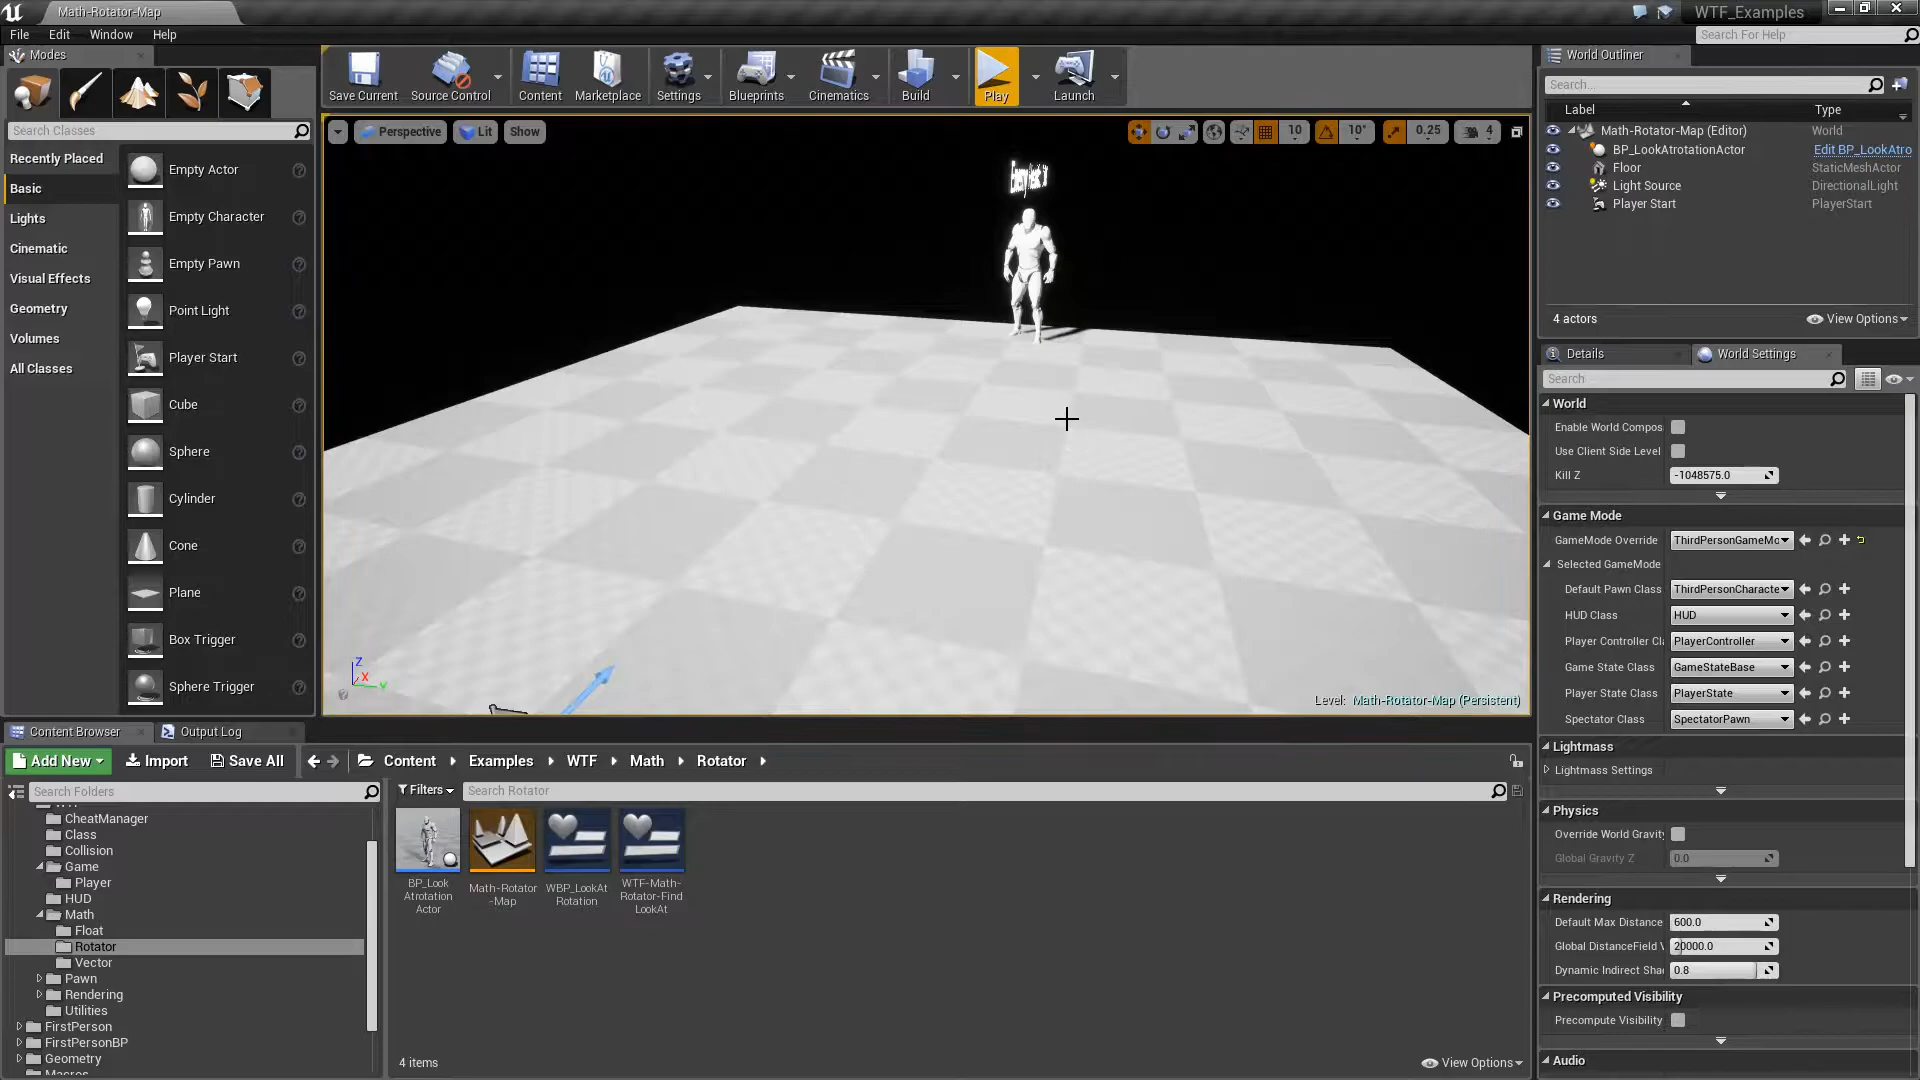 Math-Rotator-Map
WTF_Examples
File Edit Window Help
Search For Help
Modes
Search Classes
Recently Placed
Basic
Lights
Cinematic
Visual Effects
Geometry
Volumes
All Classes
Empty Actor
Empty Character
Empty Pawn
Point Light
Player Start
Cube
Sphere
Cylinder
Cone
Plane
Box Trigger
Sphere Trigger
Save Current
Source Control
Content
Marketplace
Settings
Blueprints
Cinematics
Build
Play
Launch
Perspective
Lit
Show
10
10°
0.25
4
Z
X
Y
Level: Math-Rotator-Map (Persistent)
World Outliner
Search...
Label Type
Math-Rotator-Map (Editor) World
BP_LookAtrotationActor Edit BP_LookAtro
Floor StaticMeshActor
Light Source DirectionalLight
Player Start PlayerStart
4 actors
View Options
Details
World Settings
Search
World
Enable World Compos
Use Client Side Level
Kill Z -1048575.0
Game Mode
GameMode Override ThirdPersonGameMo
Selected GameMode
Default Pawn Class ThirdPersonCharacte
HUD Class HUD
Player Controller Cla PlayerController
Game State Class GameStateBase
Player State Class PlayerState
Spectator Class SpectatorPawn
Lightmass
Lightmass Settings
Physics
Override World Gravity
Global Gravity Z 0.0
Rendering
Default Max Distance 600.0
Global DistanceField V 20000.0
Dynamic Indirect Sha 0.8
Precomputed Visibility
Precompute Visibility
Audio
Content Browser
Output Log
Add New
Import
Save All
Content Examples WTF Math Rotator
Search Folders
Filters
Search Rotator
CheatManager
Class
Collision
Game
Player
HUD
Math
Float
Rotator
Vector
Pawn
Rendering
Utilities
FirstPerson
FirstPersonBP
Geometry
Macros
BP_Look
Atrotation
Actor
Math-Rotator
-Map
WBP_LookAt
Rotation
WTF-Math-
Rotator-Find
LookAt
4 items
View Options